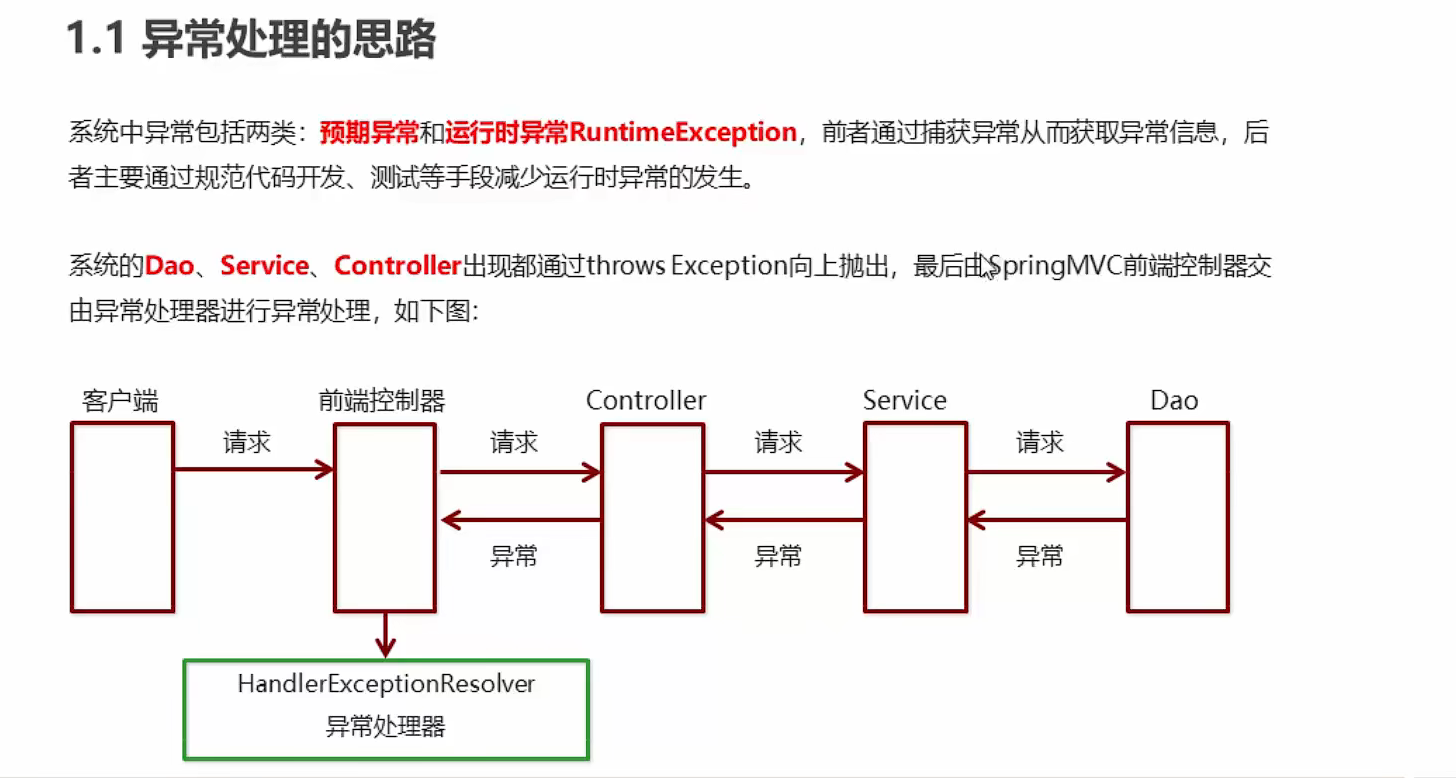 1.1 异常处理的思路
系统中异常包括两类：预期异常和运行时异常RuntimeException，前者通过捕获异常从而获取异常信息，后
者主要通过规范代码开发、测试等手段减少运行时异常的发生。
系统的Dao、Service、Controller出现都通过throws Exception向上抛出，最后由SpringMVC前端控制器交
由异常处理器进行异常处理，如下图：
客户端 前端控制器 Controller Service Dao
请求 请求 请求 请求
异常 异常 异常
HandlerExceptionResolver
异常处理器